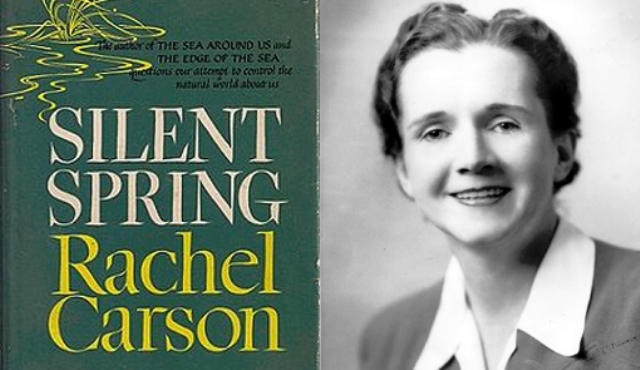 The author of THE SEA AROUND US and
THE EDGE OF THE SEA
questions our attempt to control the
natural world about us
SILENT
SPRING
Rachel
Carson